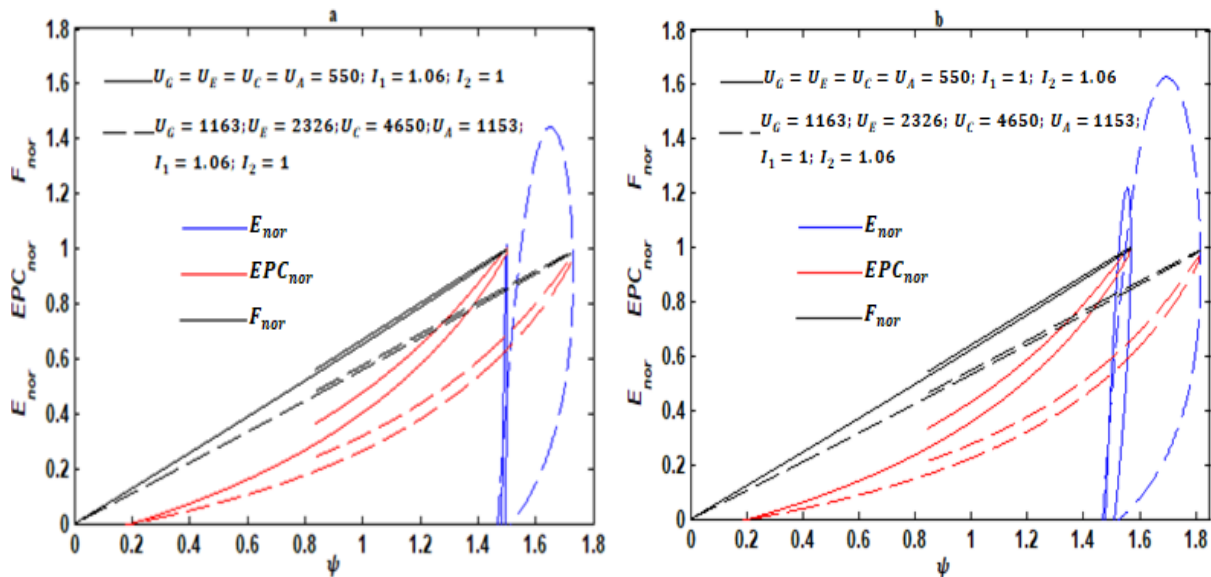 a
1.8
1.6
1.4
1.2
1
0.8
0.6
0.4
0.2
0
E_nor EPC_nor F_nor
U_G = U_E = U_C = U_A = 550; I_1 = 1.06; I_2 = 1
U_G = 1163; U_E = 2326; U_C = 4650; U_A = 1153;
I_1 = 1.06; I_2 = 1
E_nor
EPC_nor
F_nor
0 0.2 0.4 0.6 0.8 1 1.2 1.4 1.6 1.8
ψ
b
1.8
1.6
1.4
1.2
1
0.8
0.6
0.4
0.2
0
E_nor EPC_nor F_nor
U_G = U_E = U_C = U_A = 550; I_1 = 1; I_2 = 1.06
U_G = 1163; U_E = 2326; U_C = 4650; U_A = 1153;
I_1 = 1; I_2 = 1.06
E_nor
EPC_nor
F_nor
0 0.2 0.4 0.6 0.8 1 1.2 1.4 1.6 1.8
ψ